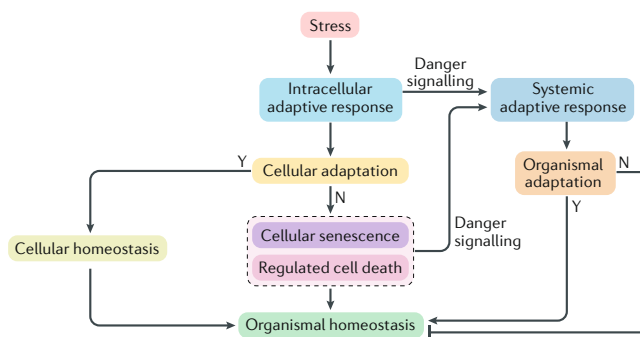 Stress
Danger
signalling
Intracellular
adaptive response
Systemic
adaptive response
Y
Cellular adaptation
N
Organismal
adaptation
N
Y
Cellular homeostasis
Cellular senescence
Regulated cell death
Danger
signalling
Organismal homeostasis